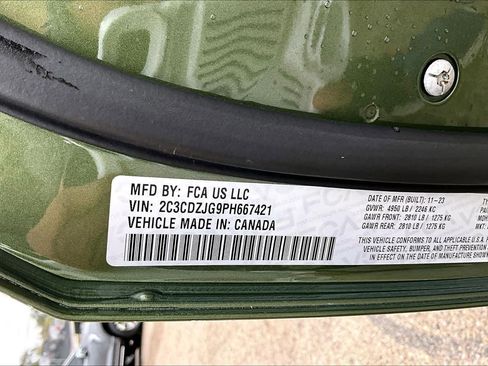 MFD BY: FCA US LLC
VIN: 2C3CDZJG9PH667421
VEHICLE MADE IN: CANADA
DATE OF MFR (BUILT): 11-23
GVWR: 4950 LB / 2246 KG
GAWR FRONT: 2810 LB / 1275 KG
GAWR REAR: 2810 LB / 1275 KG
THIS VEHICLE CONFORMS TO ALL APPLICABLE U.S.A.
VEHICLE SAFETY, BUMPER, AND THEFT PREVENTION
IN EFFECT ON THE DATE OF MANUFACTURE SHOWN